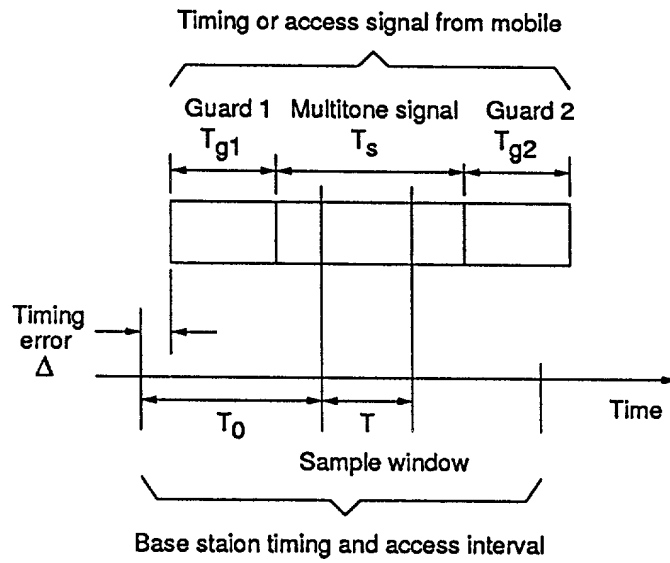 Timing or access signal from mobile
Guard 1 Multitone signal Guard 2
Tg1 Ts Tg2
Timing
error
Δ
T0 T Time
Sample window
Base staion timing and access interval